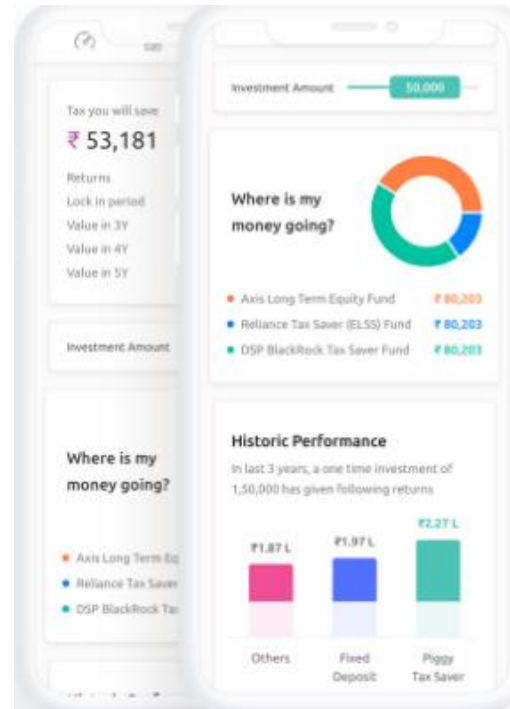 Tax you will save
₹ 53,181
Returns
Lock in period
Value in 3Y
Value in 4Y
Value in 5Y
Investment Amount
Where is my
money going?
Axis Long Term
Reliance Tax Saver
DSP BlackRock
Investment Amount
50,000
Where is my
money going?
Axis Long Term Equity Fund ₹ 80,203
Reliance Tax Saver (ELSS) Fund ₹ 80,203
DSP BlackRock Tax Saver Fund ₹ 80,203
Historic Performance
In last 3 years, a one time investment of
1,50,000 has given following returns
₹1.87 L
₹1.97 L
₹2.27 L
Others
Fixed
Deposit
Piggy
Tax Saver